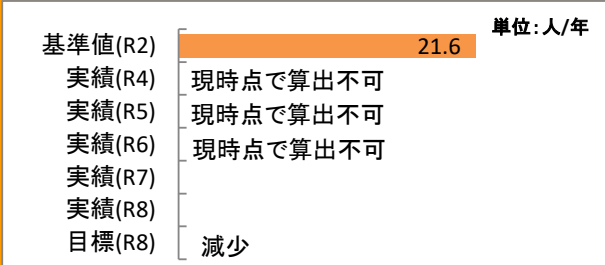 単位：人/年
基準値(R2) 21.6
実績(R4) 現時点で算出不可
実績(R5) 現時点で算出不可
実績(R6) 現時点で算出不可
実績(R7)
実績(R8)
目標(R8) 減少